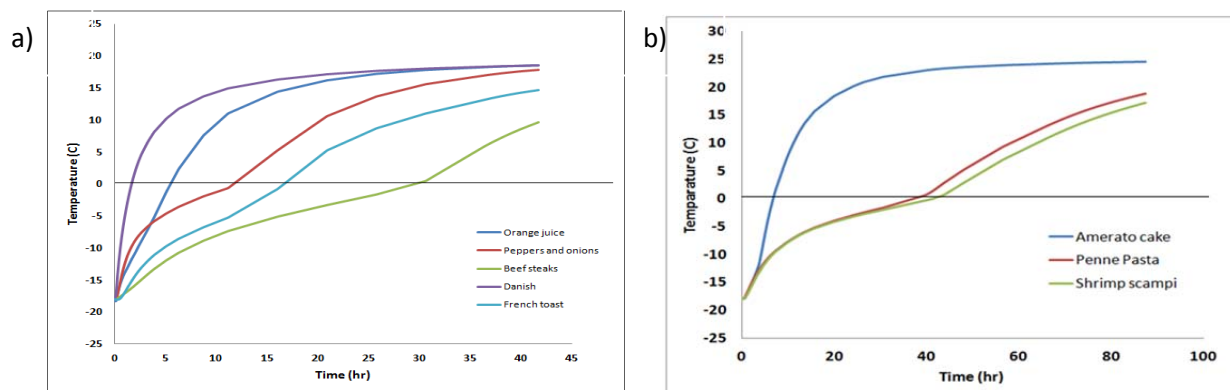 a)
Temperature (C)
25
20
15
10
5
0
-5
-10
-15
-20
-25
0 5 10 15 20 25 30 35 40 45
Time (hr)
Orange juice
Peppers and onions
Beef steaks
Danish
French toast
b)
Temparature (C)
30
25
20
15
10
5
0
-5
-10
-15
-20
-25
0 20 40 60 80 100
Time (hr)
Amerato cake
Penne Pasta
Shrimp scampi